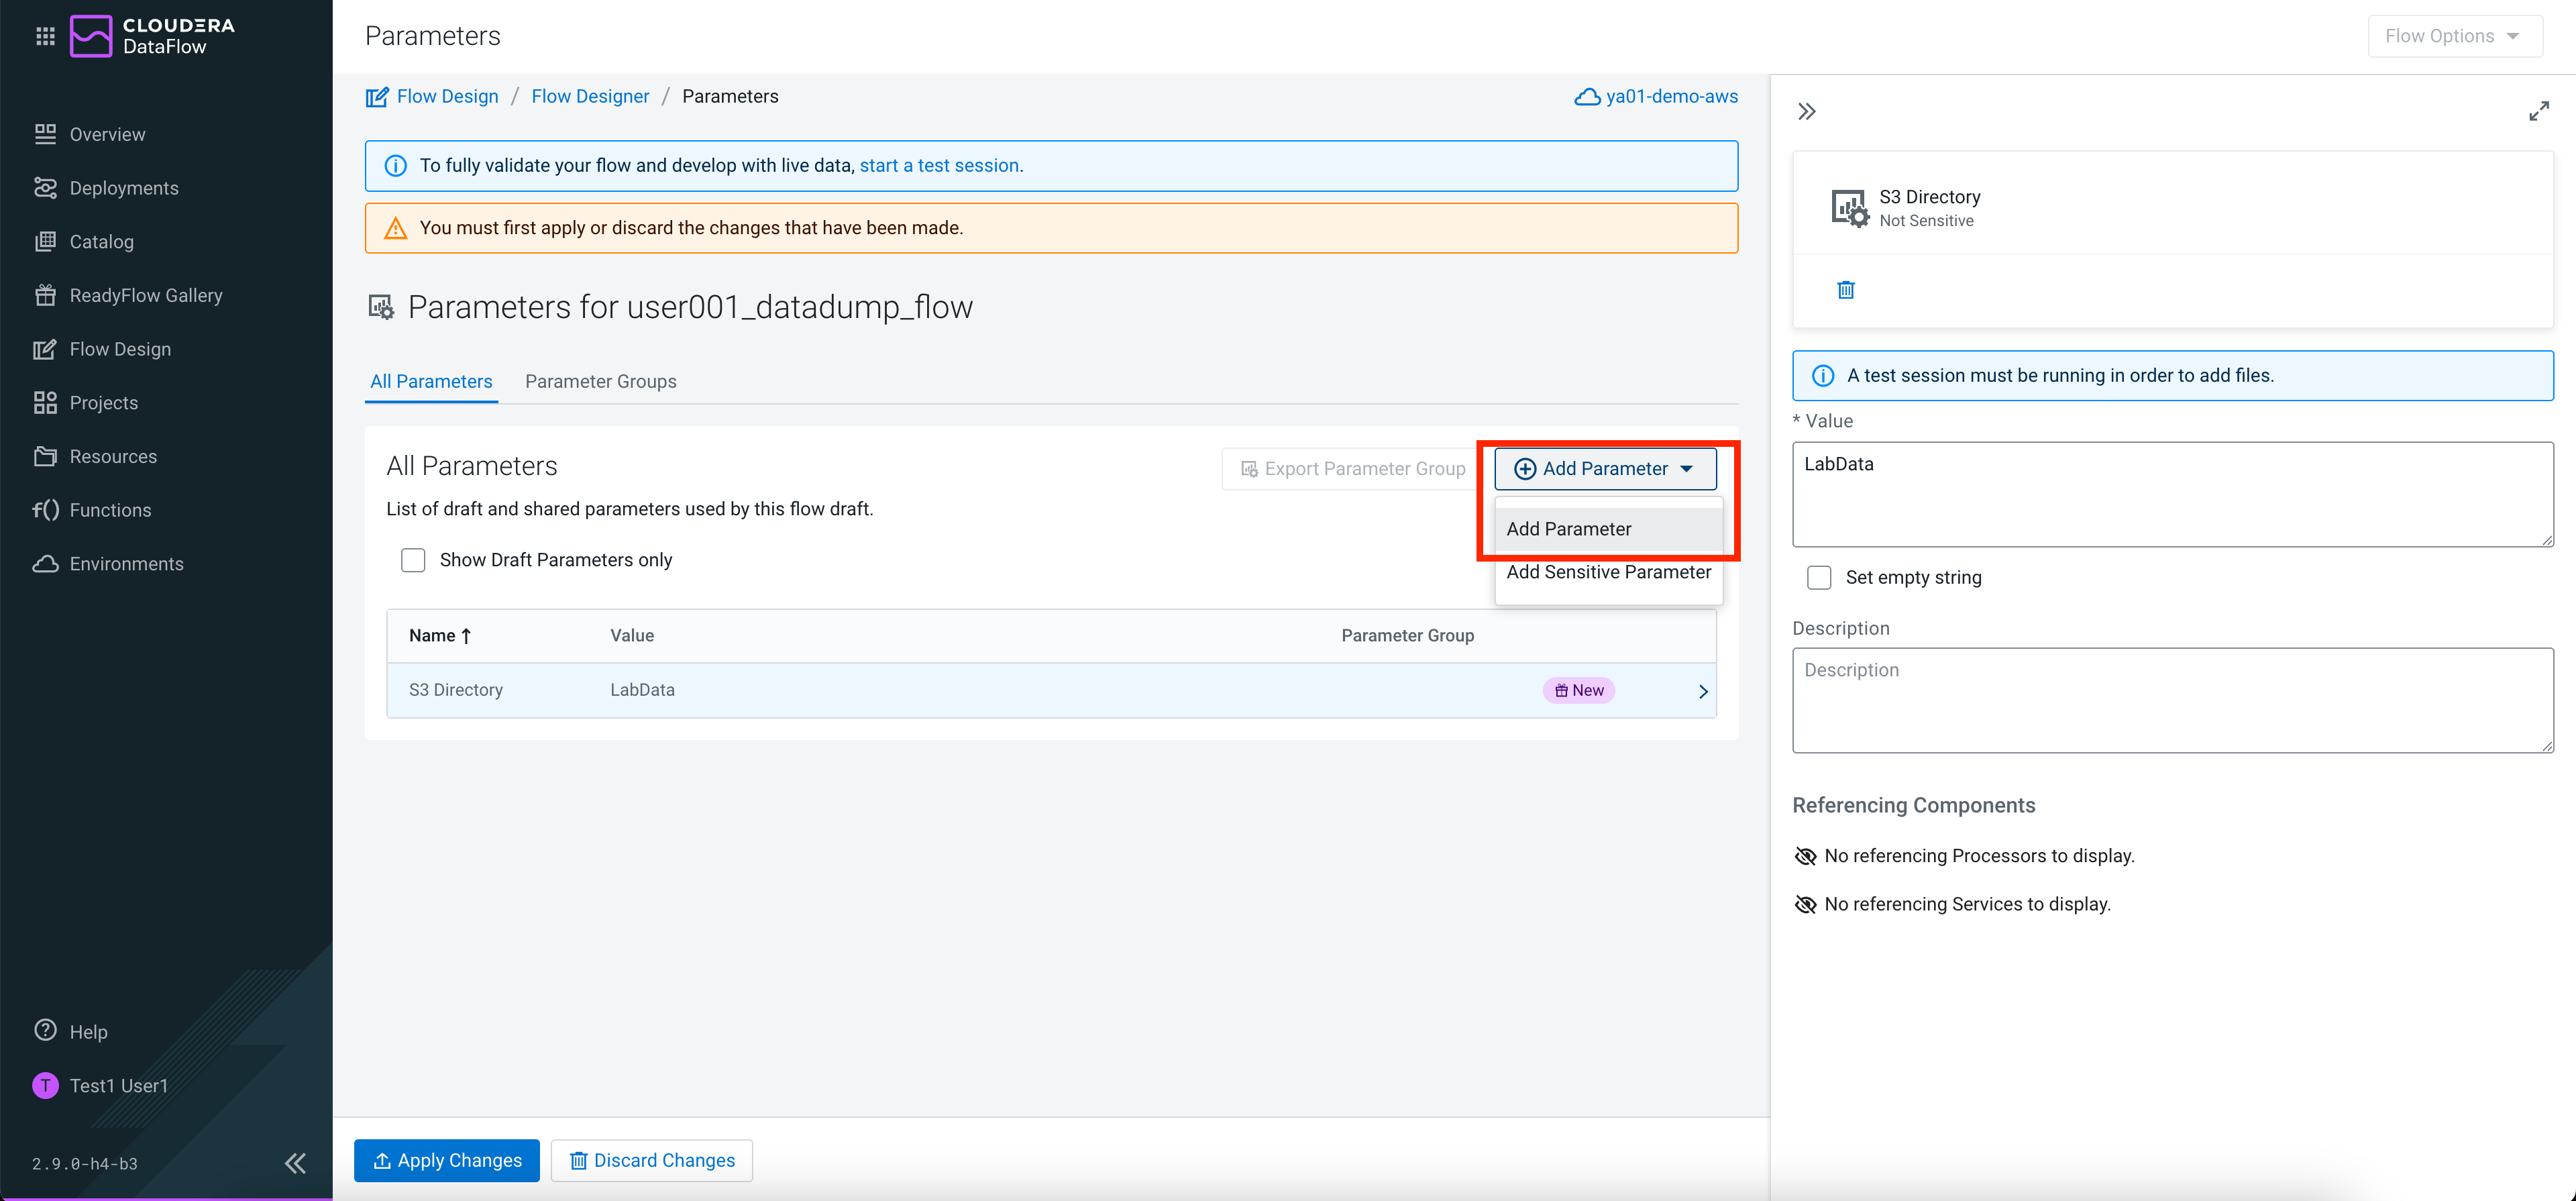 CLOUDERA
DataFlow
Overview
Deployments
Catalog
ReadyFlow Gallery
Flow Design
Projects
Resources
f() Functions
Environments
Help
T Test1 User1
2.9.0-h4-b3
Parameters
Flow Options
Flow Design / Flow Designer / Parameters
ya01-demo-aws
To fully validate your flow and develop with live data, start a test session.
You must first apply or discard the changes that have been made.
Parameters for user001_datadump_flow
All Parameters
Parameter Groups
All Parameters
Export Parameter Group
Add Parameter
List of draft and shared parameters used by this flow draft.
Add Parameter
Show Draft Parameters only
Add Sensitive Parameter
Name ↑ Value Parameter Group
S3 Directory LabData New
Apply Changes
Discard Changes
S3 Directory
Not Sensitive
A test session must be running in order to add files.
* Value
LabData
Set empty string
Description
Description
Referencing Components
No referencing Processors to display.
No referencing Services to display.